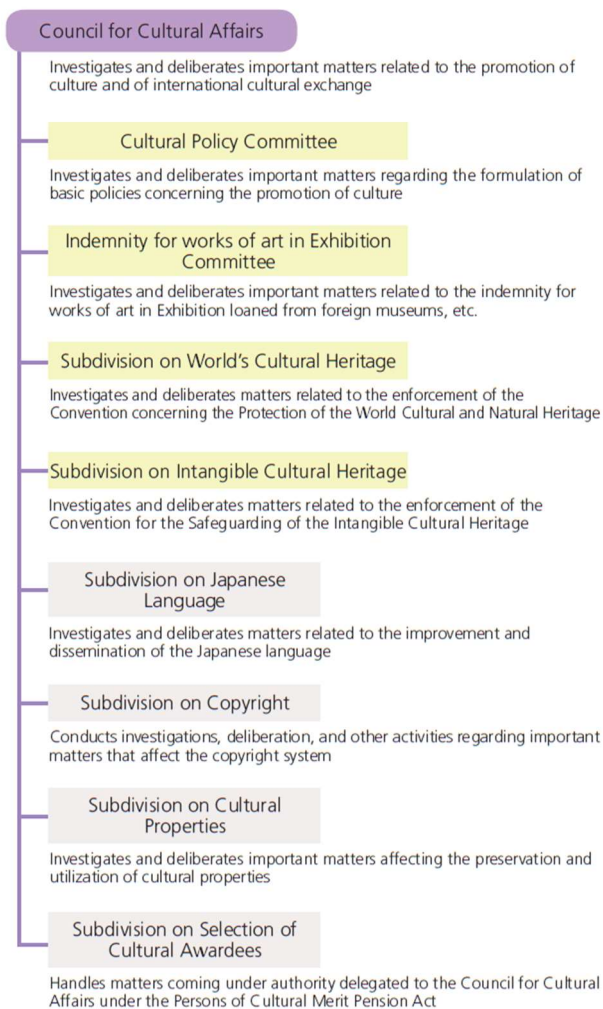 Council for Cultural Affairs
Investigates and deliberates important matters related to the promotion of
culture and of international cultural exchange
Cultural Policy Committee
Investigates and deliberates important matters regarding the formulation of
basic policies concerning the promotion of culture
Indemnity for works of art in Exhibition
Committee
Investigates and deliberates important matters related to the indemnity for
works of art in Exhibition loaned from foreign museums, etc.
Subdivision on World's Cultural Heritage
Investigates and deliberates matters related to the enforcement of the
Convention concerning the Protection of the World Cultural and Natural Heritage
Subdivision on Intangible Cultural Heritage
Investigates and deliberates matters related to the enforcement of the
Convention for the Safeguarding of the Intangible Cultural Heritage
Subdivision on Japanese
Language
Investigates and deliberates matters related to the improvement and
dissemination of the Japanese language
Subdivision on Copyright
Conducts investigations, deliberation, and other activities regarding important
matters that affect the copyright system
Subdivision on Cultural
Properties
Investigates and deliberates important matters affecting the preservation and
utilization of cultural properties
Subdivision on Selection of
Cultural Awardees
Handles matters coming under authority delegated to the Council for Cultural
Affairs under the Persons of Cultural Merit Pension Act